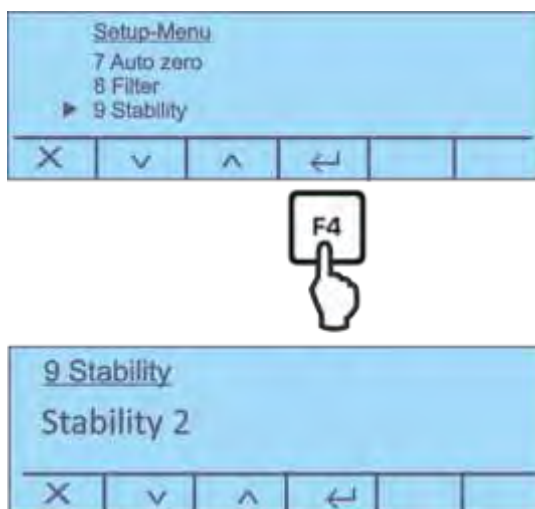 Setup-Menu
7 Auto zero
8 Filter
9 Stability
F4
9 Stability
Stability 2